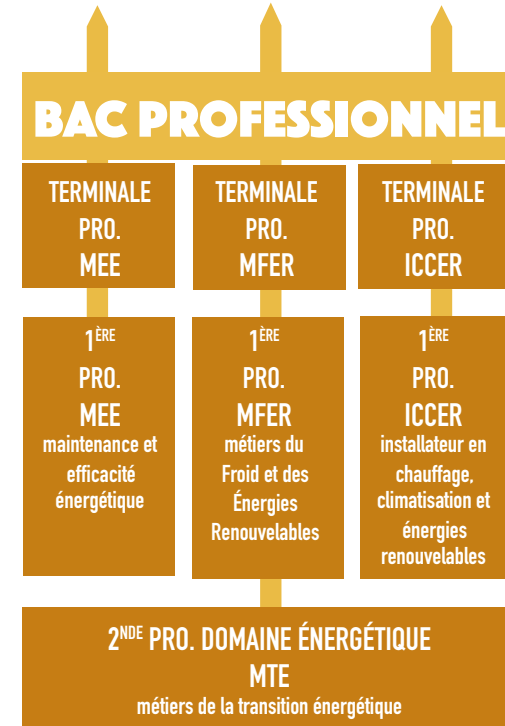 BAC PROFESSIONNEL
TERMINALE
PRO.
MEE
TERMINALE
PRO.
MFER
TERMINALE
PRO.
ICCER
1ÈRE
PRO.
MEE
maintenance et
efficacité
énergétique
1ÈRE
PRO.
MFER
métiers du
Froid et des
Énergies
Renouvelables
1ÈRE
PRO.
ICCER
installateur en
chauffage,
climatisation et
énergies
renouvelables
2NDE PRO. DOMAINE ÉNERGÉTIQUE
MTE
métiers de la transition énergétique